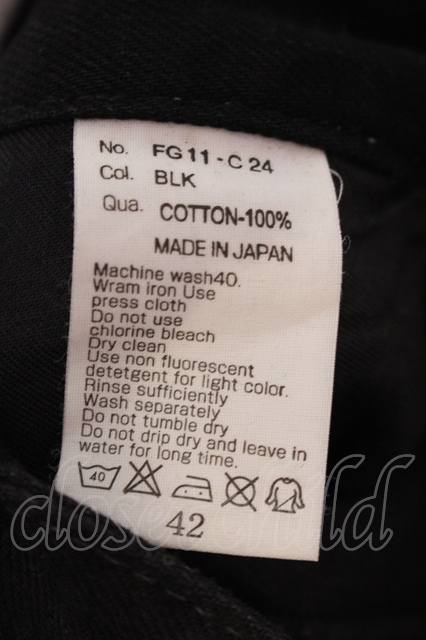 No. FG11-C24
Col. BLK
Qua. COTTON-100%
MADE IN JAPAN
Machine wash40.
Wram iron Use
press cloth
Do not use
chlorine bleach
Dry clean
Use non fluorescent
detetgent for light color.
Rinse sufficiently
Wash separately
Do not tumble dry
Do not drip dry and leave in
water for long time.
40
42
closet child